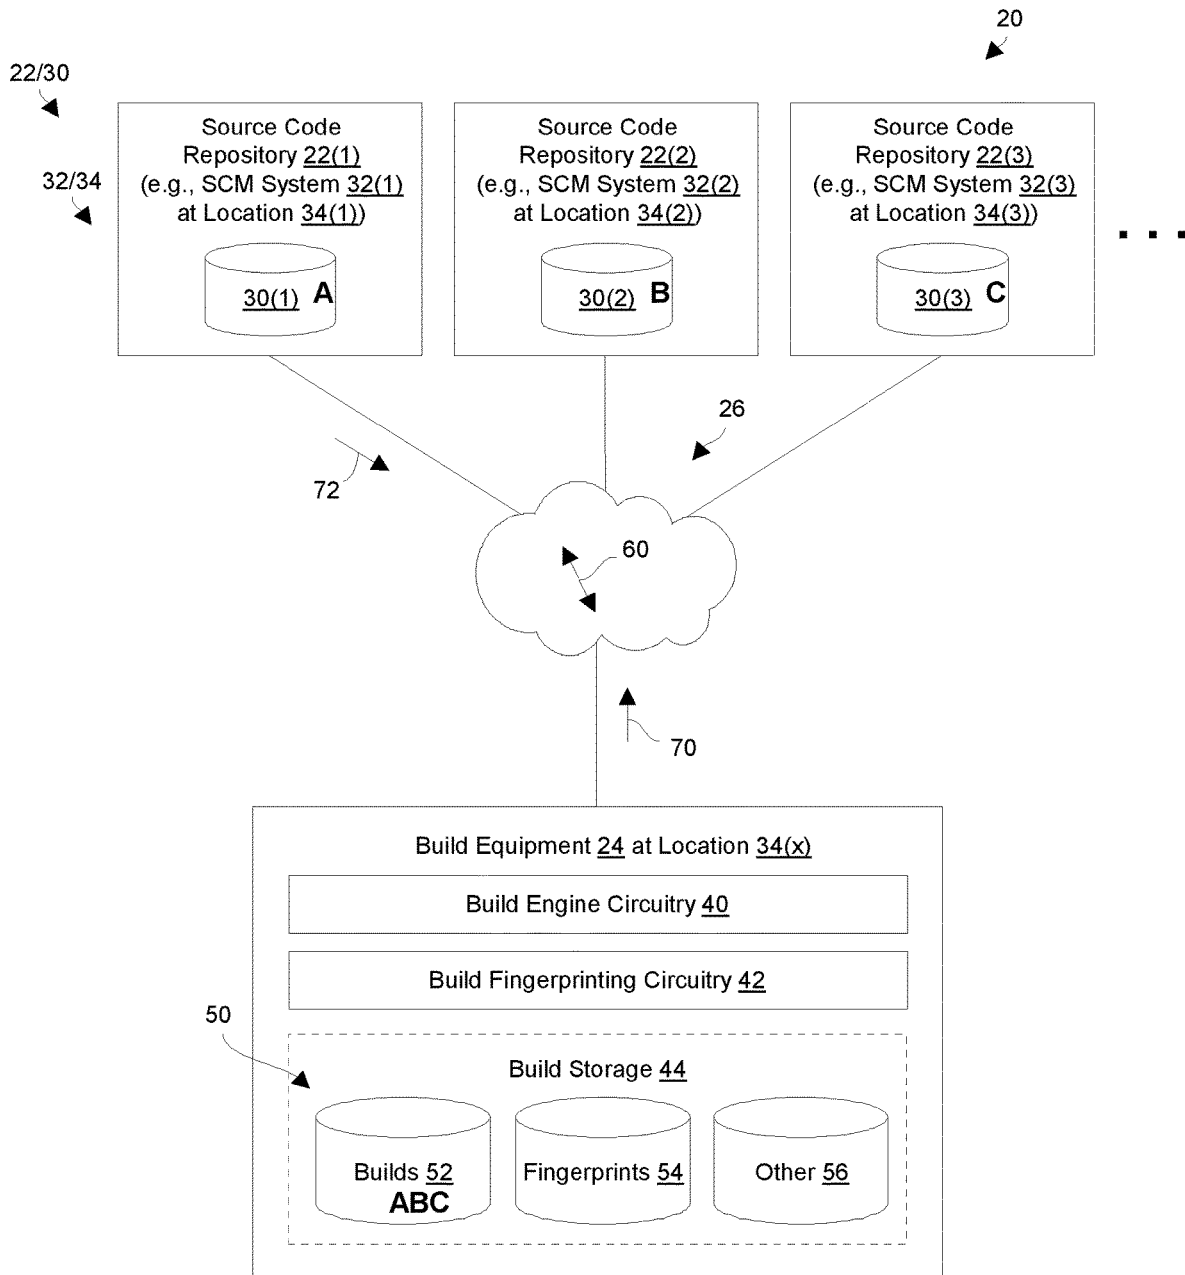 20
22/30
32/34
Source Code
Repository 22(1)
(e.g., SCM System 32(1)
at Location 34(1))
30(1) A
Source Code
Repository 22(2)
(e.g., SCM System 32(2)
at Location 34(2))
30(2) B
Source Code
Repository 22(3)
(e.g., SCM System 32(3)
at Location 34(3))
30(3) C
. . .
26
72
60
70
Build Equipment 24 at Location 34(x)
Build Engine Circuitry 40
Build Fingerprinting Circuitry 42
50
Build Storage 44
Builds 52
ABC
Fingerprints 54
Other 56